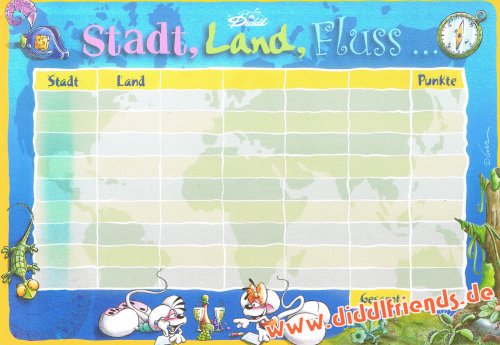 Diddl
Stadt, Land, Fluss ...
Stadt Land Punkte
Gesamt:
www.diddlfriends.de